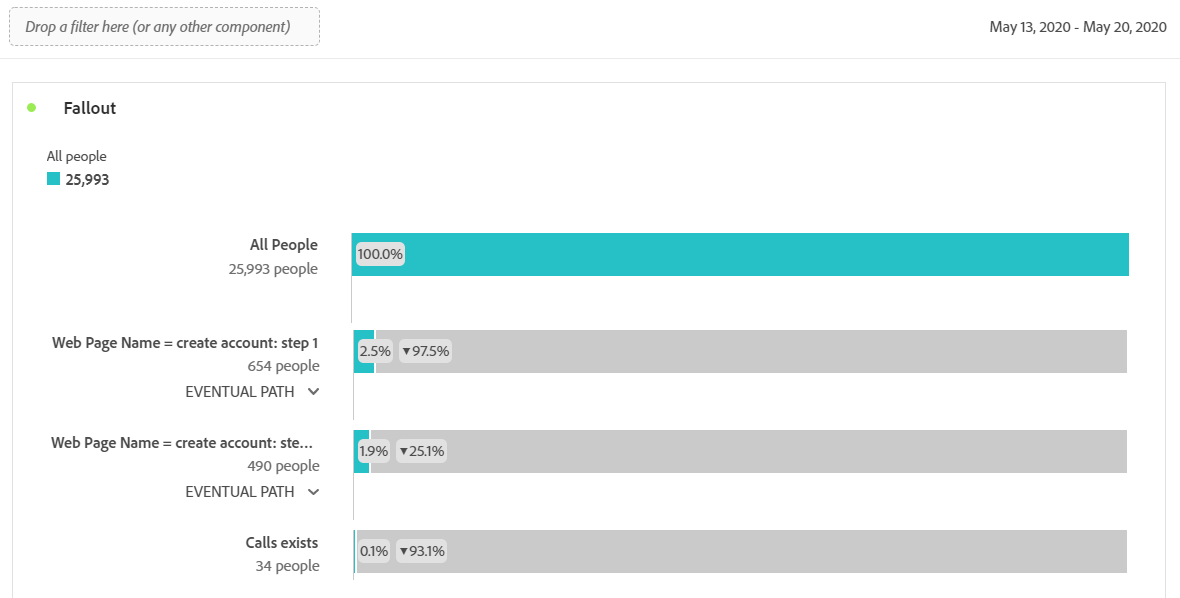 Drop a filter here (or any other component)
May 13, 2020 - May 20, 2020
Fallout
All people
25,993
All People
25,993 people
100.0%
Web Page Name = create account: step 1
654 people
EVENTUAL PATH
2.5% ▼97.5%
Web Page Name = create account: ste...
490 people
EVENTUAL PATH
1.9% ▼25.1%
Calls exists
34 people
0.1% ▼93.1%